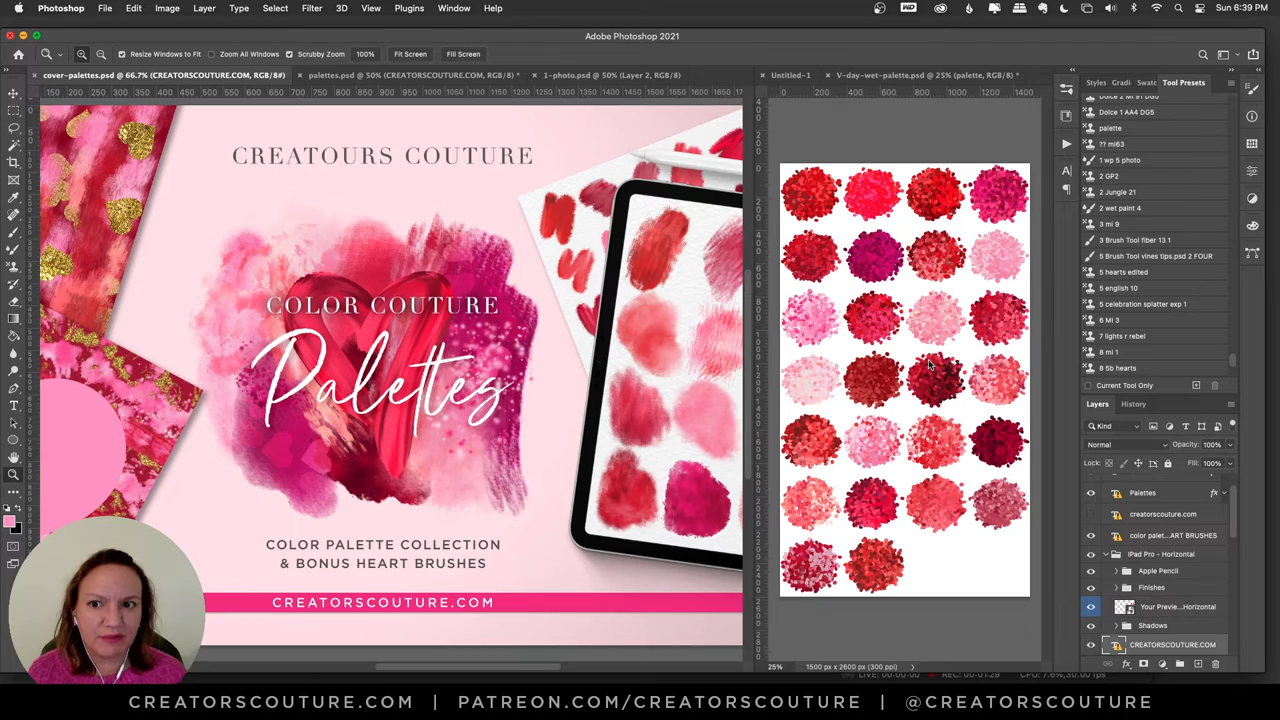 Photoshop File Edit Image Layer Type Select Filter 3D View Plugins Window Help
Sun 6:39 PM
Adobe Photoshop 2021
Resize Windows to Fit Zoom All Windows Scrubby Zoom 100% Fit Screen Fill Screen
cover-palettes.psd @ 66.7% (CREATORSCOUTURE.COM, RGB/8#)
palettes.psd @ 50% (CREATORSCOUTURE.COM, RGB/8#) *
1-photo.psd @ 50% (Layer 2, RGB/8)
Untitled-1
V-day-wet-palette.psd @ 25% (palette, RGB/8) *
CREATOURS COUTURE
COLOR COUTURE
Palettes
COLOR PALETTE COLLECTION
& BONUS HEART BRUSHES
CREATORSCOUTURE.COM
25% 1500 px x 2600 px (300 ppi)
Styles Gradi Swatc Tool Presets
Dolce 1 AA4 DG5
palette
?? ml63
1 wp 5 photo
2 GP2
2 Jungle 21
2 wet paint 4
3 ml 9
3 Brush Tool fiber 13 1
5 Brush Tool vines tips.psd 2 FOUR
5 hearts edited
5 english 10
5 celebration splatter exp 1
6 MI 3
7 lights r rebel
8 ml 1
8 5b hearts
Current Tool Only
Layers History
Kind
Normal Opacity: 100%
Lock: Fill: 100%
Palettes fx
creatorscouture.com
color palet...ART BRUSHES
iPad Pro - Horizontal
Apple Pencil
Finishes
Your Previe...Horizontal
Shadows
CREATORSCOUTURE.COM
CREATORSCOUTURE.COM | PATREON.COM/CREATORSCOUTURE | @CREATORSCOUTURE